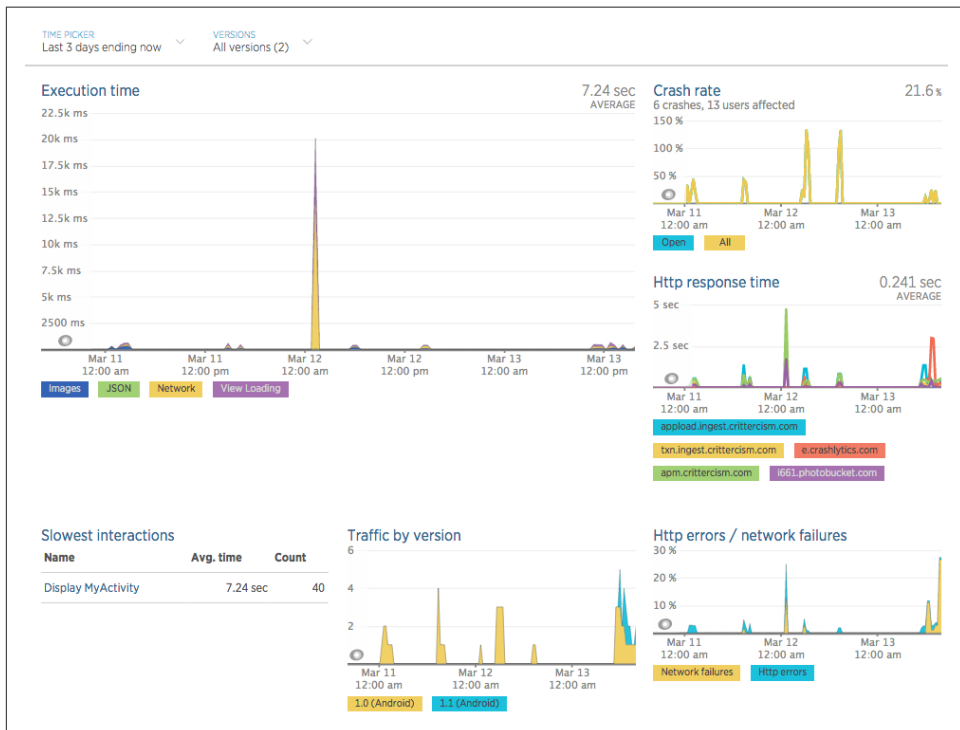 TIME PICKER
Last 3 days ending now
VERSIONS
All versions (2)
Execution time
7.24 sec
AVERAGE
22.5k ms
20k ms
17.5k ms
15k ms
12.5k ms
10k ms
7.5k ms
5k ms
2500 ms
Mar 11 Mar 11 Mar 12 Mar 12 Mar 13 Mar 13
12:00 am 12:00 pm 12:00 am 12:00 pm 12:00 am 12:00 pm
Images JSON Network View Loading
Crash rate
21.6 %
6 crashes, 13 users affected
150 %
100 %
50 %
Mar 11 Mar 12 Mar 13
12:00 am 12:00 am 12:00 am
Open All
Http response time
0.241 sec
AVERAGE
5 sec
2.5 sec
Mar 11 Mar 12 Mar 13
12:00 am 12:00 am 12:00 am
appload.ingest.crittercism.com
txn.ingest.crittercism.com e.crashlytics.com
apm.crittercism.com i661.photobucket.com
Slowest interactions
Name Avg. time Count
Display MyActivity 7.24 sec 40
Traffic by version
6
4
2
Mar 11 Mar 12 Mar 13
12:00 am 12:00 am 12:00 am
1.0 (Android) 1.1 (Android)
Http errors / network failures
30 %
20 %
10 %
Mar 11 Mar 12 Mar 13
12:00 am 12:00 am 12:00 am
Network failures Http errors